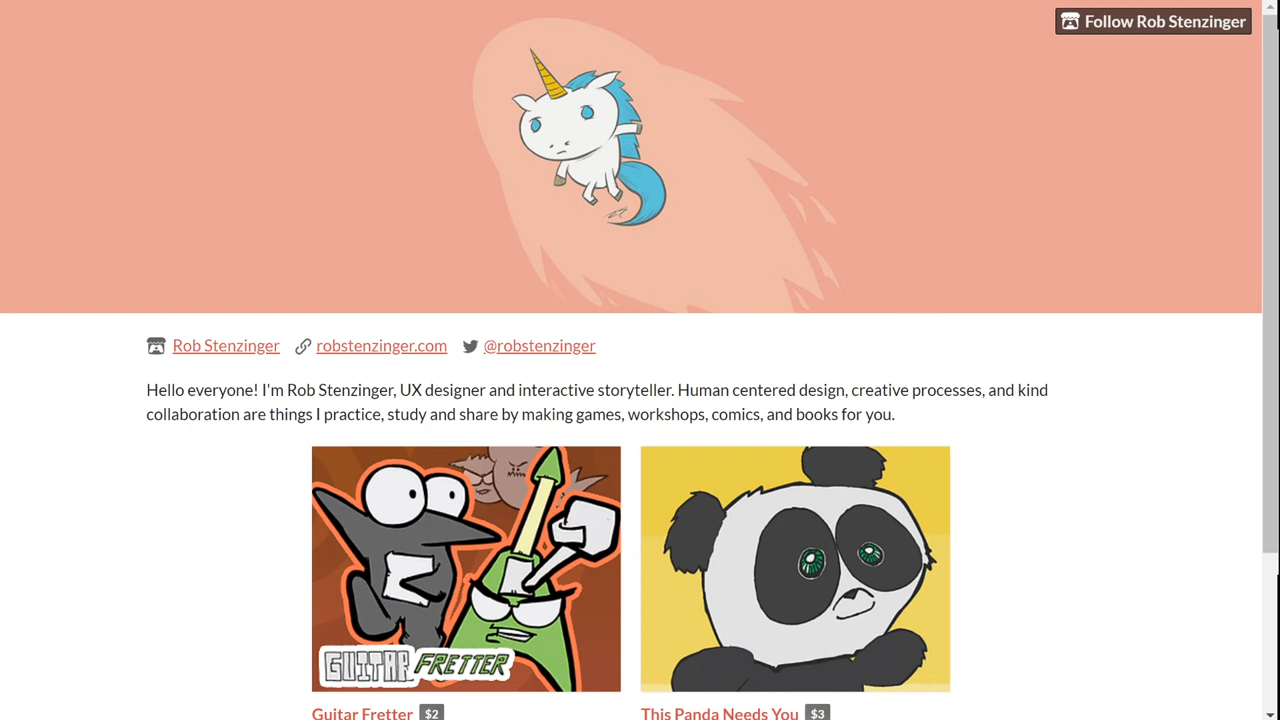 Follow Rob Stenzinger
Rob Stenzinger robstenzinger.com @robstenzinger
Hello everyone! I'm Rob Stenzinger, UX designer and interactive storyteller. Human centered design, creative processes, and kind
collaboration are things I practice, study and share by making games, workshops, comics, and books for you.
GUITAR FRETTER
Guitar Fretter $2
This Panda Needs You $3